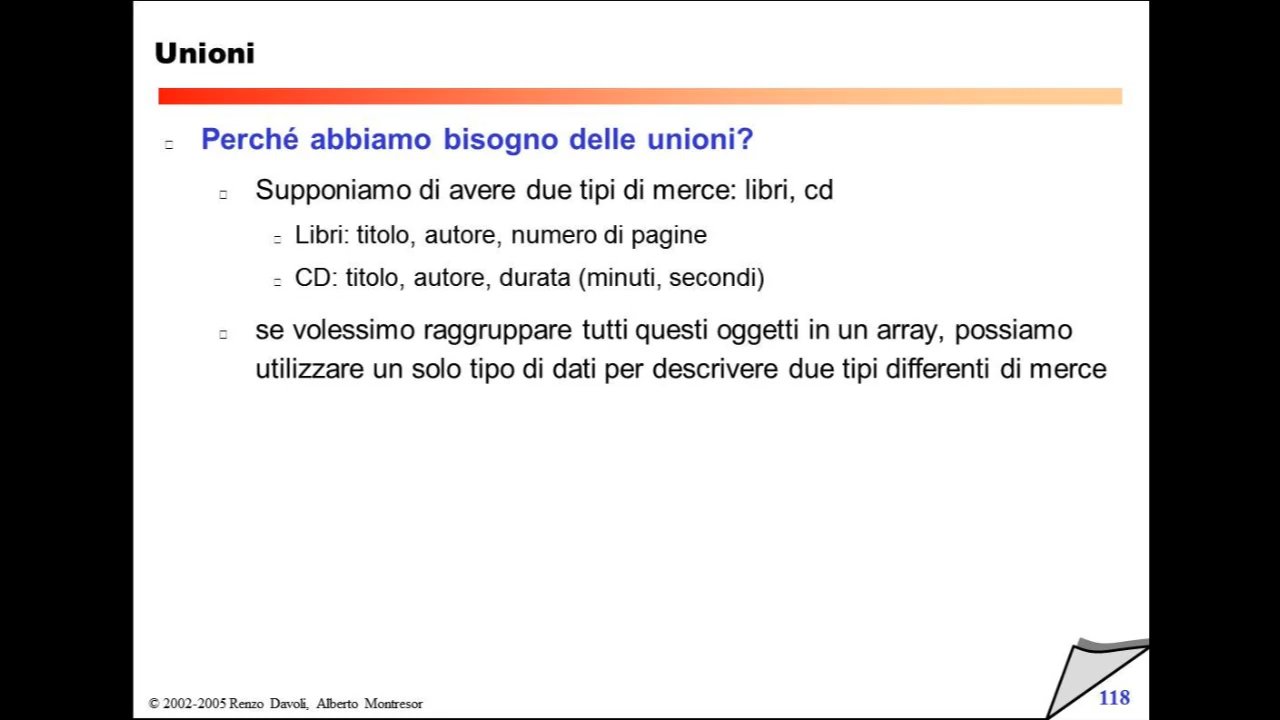 Unioni
Perché abbiamo bisogno delle unioni?
Supponiamo di avere due tipi di merce: libri, cd
Libri: titolo, autore, numero di pagine
CD: titolo, autore, durata (minuti, secondi)
se volessimo raggruppare tutti questi oggetti in un array, possiamo
utilizzare un solo tipo di dati per descrivere due tipi differenti di merce
© 2002-2005 Renzo Davoli, Alberto Montresor
118